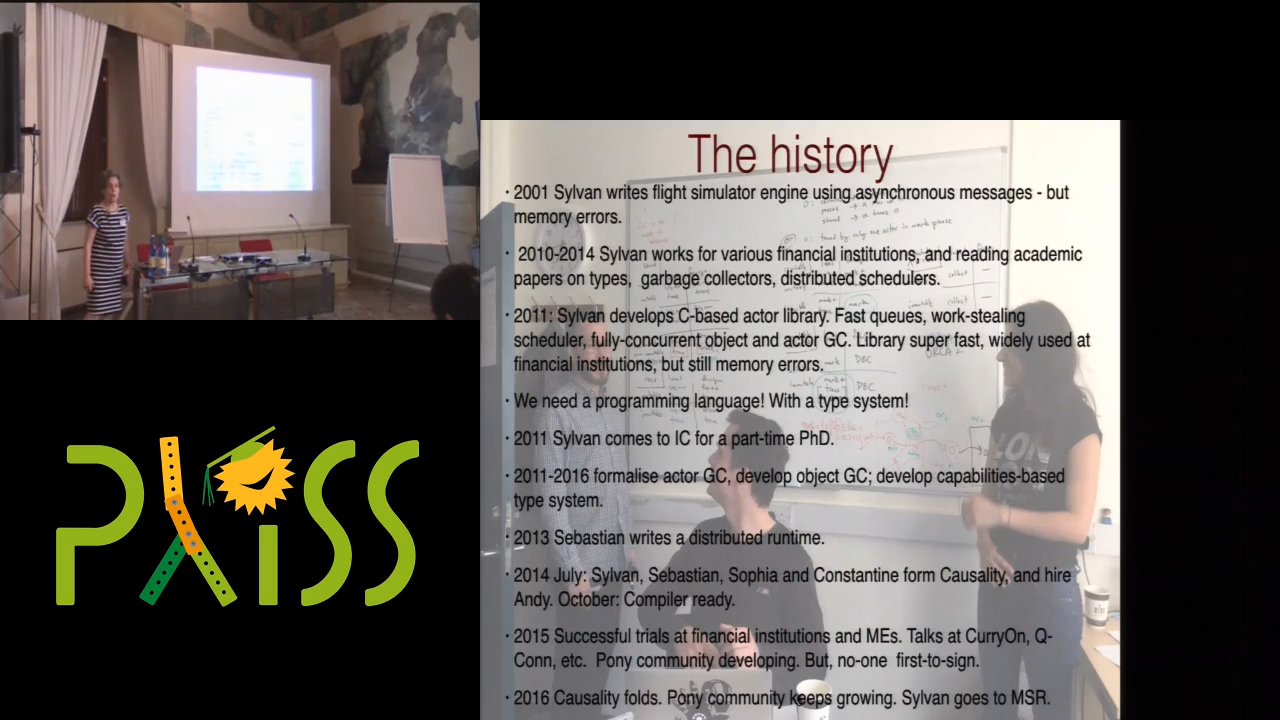 The history
· 2001 Sylvan writes flight simulator engine using asynchronous messages - but
memory errors.
· 2010-2014 Sylvan works for various financial institutions, and reading academic
papers on types, garbage collectors, distributed schedulers.
· 2011: Sylvan develops C-based actor library. Fast queues, work-stealing
scheduler, fully-concurrent object and actor GC. Library super fast, widely used at
financial institutions, but still memory errors.
· We need a programming language! With a type system!
· 2011 Sylvan comes to IC for a part-time PhD.
· 2011-2016 formalise actor GC, develop object GC; develop capabilities-based
type system.
· 2013 Sebastian writes a distributed runtime.
· 2014 July: Sylvan, Sebastian, Sophia and Constantine form Causality, and hire
Andy. October: Compiler ready.
· 2015 Successful trials at financial institutions and MEs. Talks at CurryOn, Q-
Conn, etc. Pony community developing. But, no-one first-to-sign.
· 2016 Causality folds. Pony community keeps growing. Sylvan goes to MSR.
DEC
DEC
PLISS